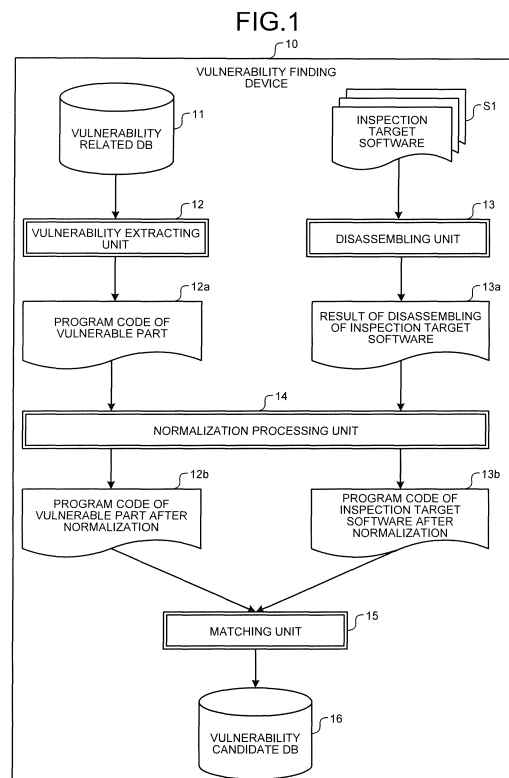 FIG.1
10
VULNERABILITY FINDING
DEVICE
11
VULNERABILITY
RELATED DB
S1
INSPECTION
TARGET
SOFTWARE
12
VULNERABILITY EXTRACTING
UNIT
13
DISASSEMBLING UNIT
12a
PROGRAM CODE OF
VULNERABLE PART
13a
RESULT OF DISASSEMBLING
OF INSPECTION TARGET
SOFTWARE
14
NORMALIZATION PROCESSING UNIT
12b
PROGRAM CODE OF
VULNERABLE PART AFTER
NORMALIZATION
13b
PROGRAM CODE OF
INSPECTION TARGET
SOFTWARE AFTER
NORMALIZATION
15
MATCHING UNIT
16
VULNERABILITY
CANDIDATE DB